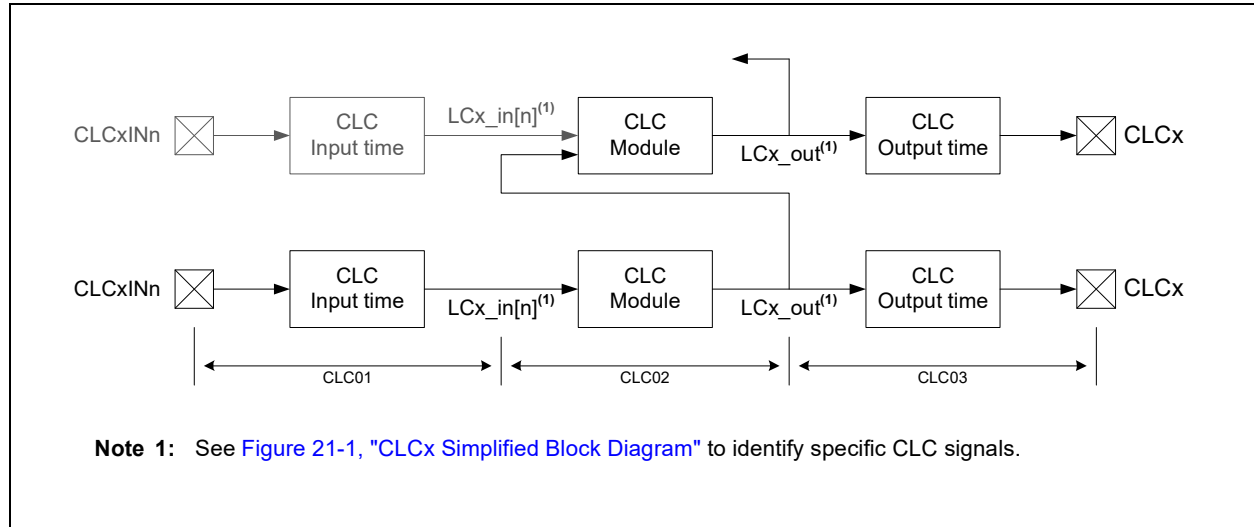 CLCxINn
CLC
Input time
LCx_in[n](1)
CLC
Module
LCx_out(1)
CLC
Output time
CLCx
CLCxINn
CLC
Input time
LCx_in[n](1)
CLC
Module
LCx_out(1)
CLC
Output time
CLCx
CLC01
CLC02
CLC03
Note 1: See Figure 21-1, "CLCx Simplified Block Diagram" to identify specific CLC signals.